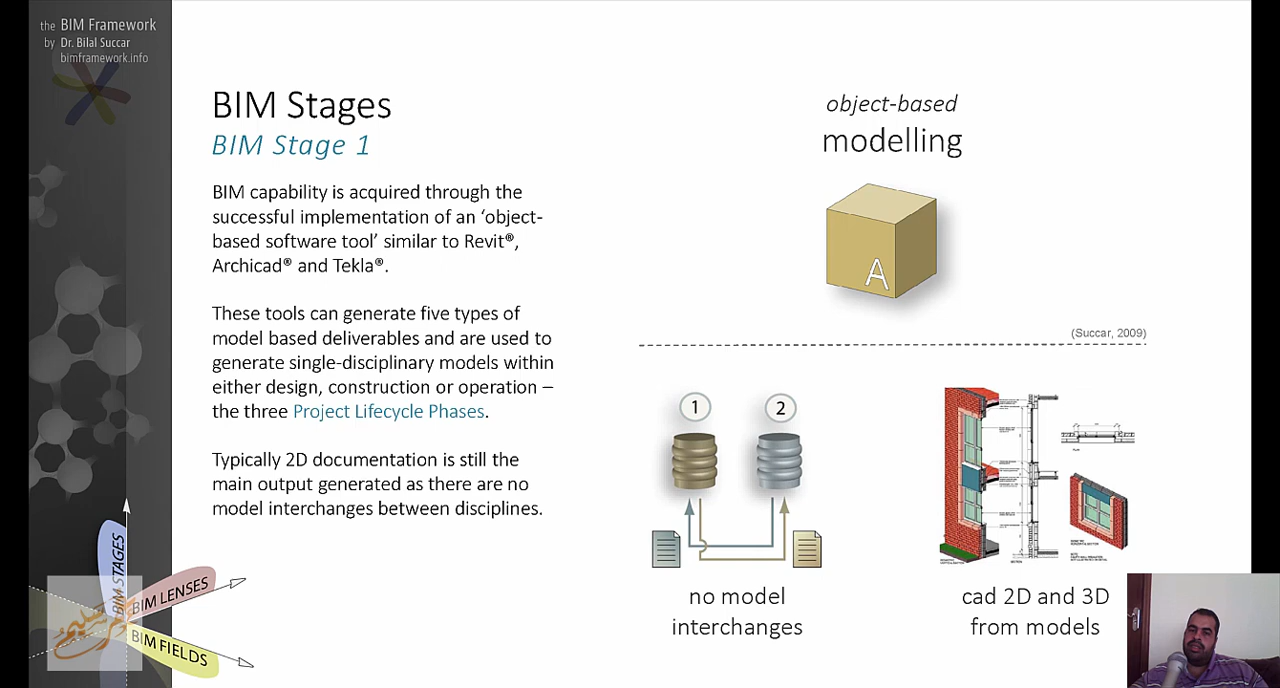 the BIM Framework
by Dr. Bilal Succar
bimframework.info
BIM Stages
BIM Stage 1
BIM capability is acquired through the
successful implementation of an ‘object-
based software tool’ similar to Revit®,
Archicad® and Tekla®.
These tools can generate five types of
model based deliverables and are used to
generate single-disciplinary models within
either design, construction or operation –
the three Project Lifecycle Phases.
Typically 2D documentation is still the
main output generated as there are no
model interchanges between disciplines.
object-based
modelling
A
(Succar, 2009)
1
2
no model
interchanges
cad 2D and 3D
from models
BIM STAGES
BIM LENSES
BIM FIELDS